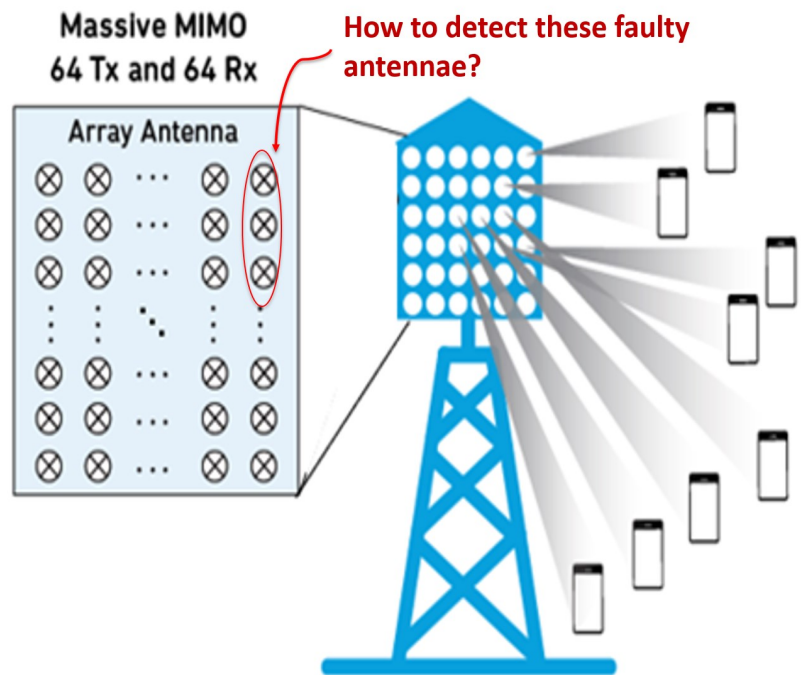 Massive MIMO
64 Tx and 64 Rx
How to detect these faulty
antennae?
Array Antenna